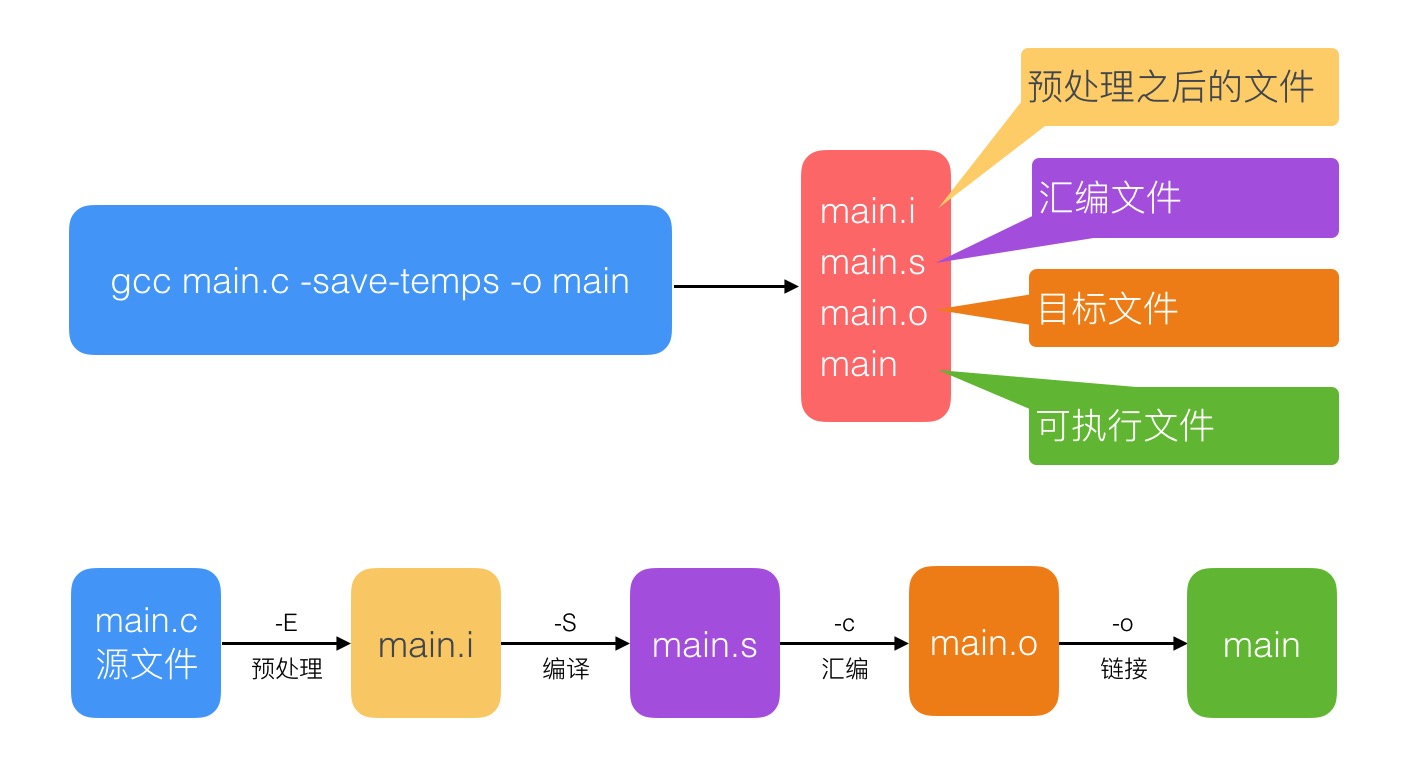 预处理之后的文件
汇编文件
目标文件
可执行文件
gcc main.c -save-temps -o main
main.i
main.s
main.o
main
main.c
源文件
-E
预处理
main.i
-S
编译
main.s
-c
汇编
main.o
-o
链接
main